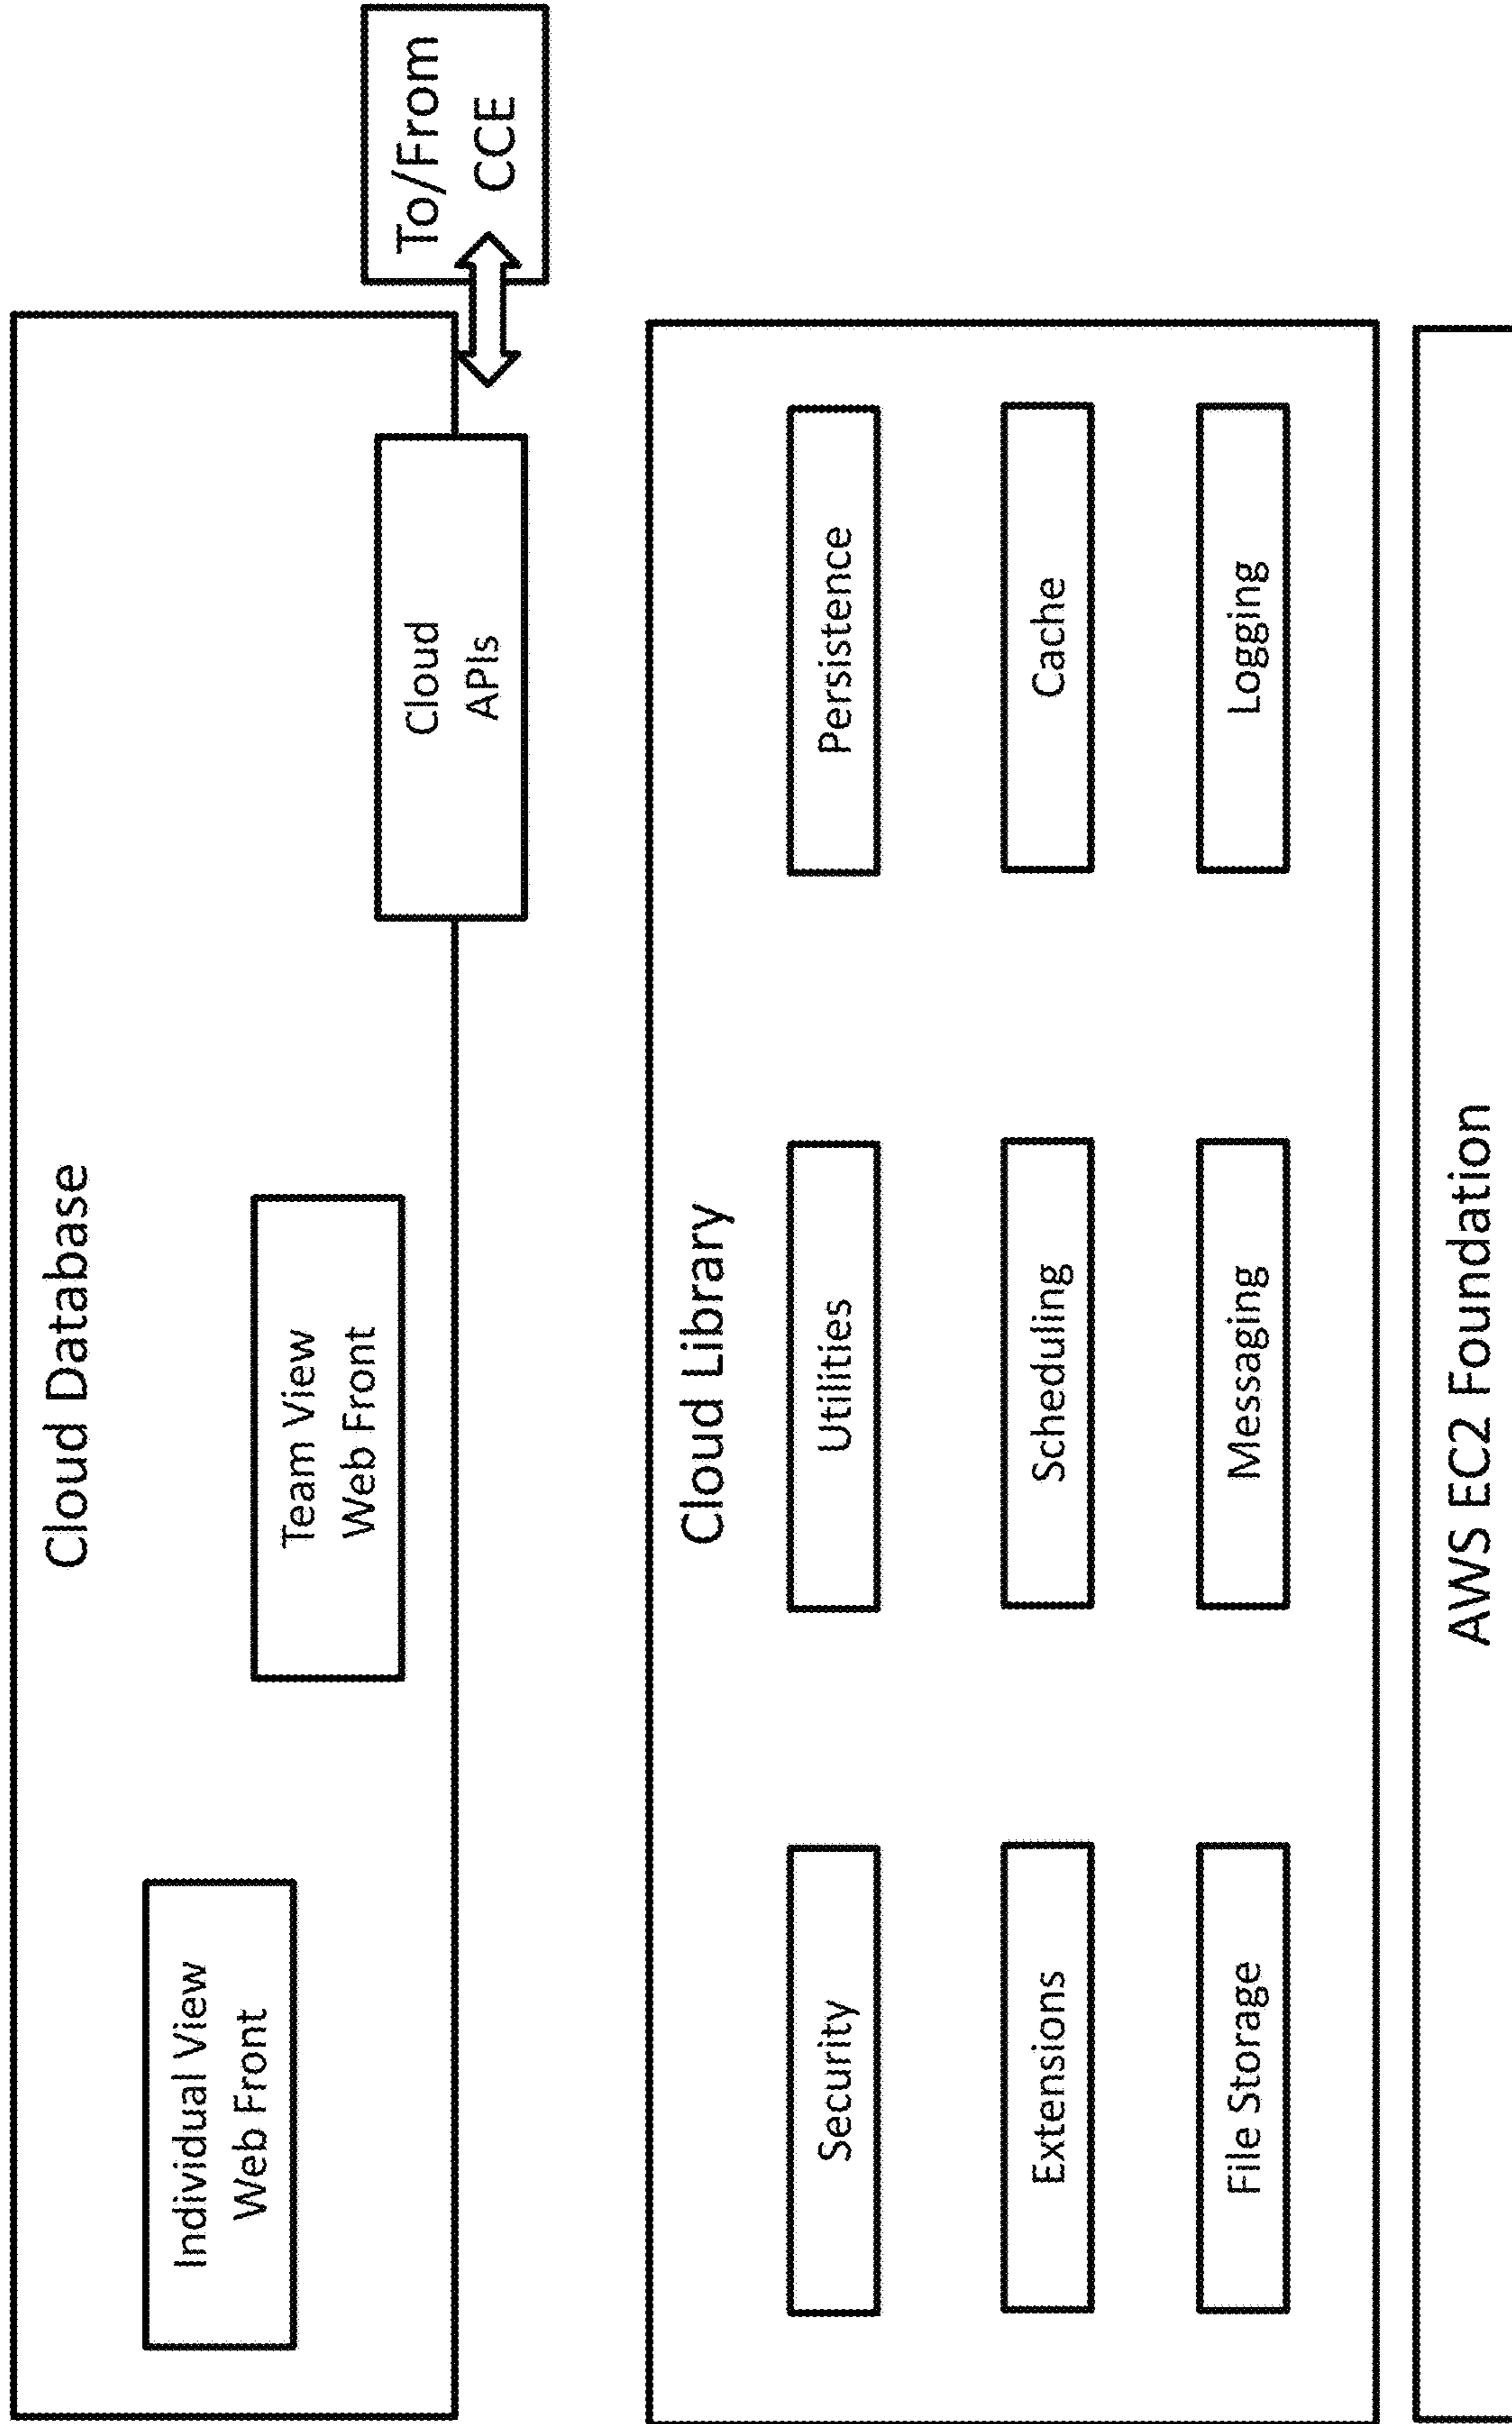 Cloud Database
Individual View
Web Front
Team View
Web Front
Cloud
APIs
To/From
CCE
Cloud Library
Security
Utilities
Persistence
Extensions
Scheduling
Cache
File Storage
Messaging
Logging
AWS EC2 Foundation